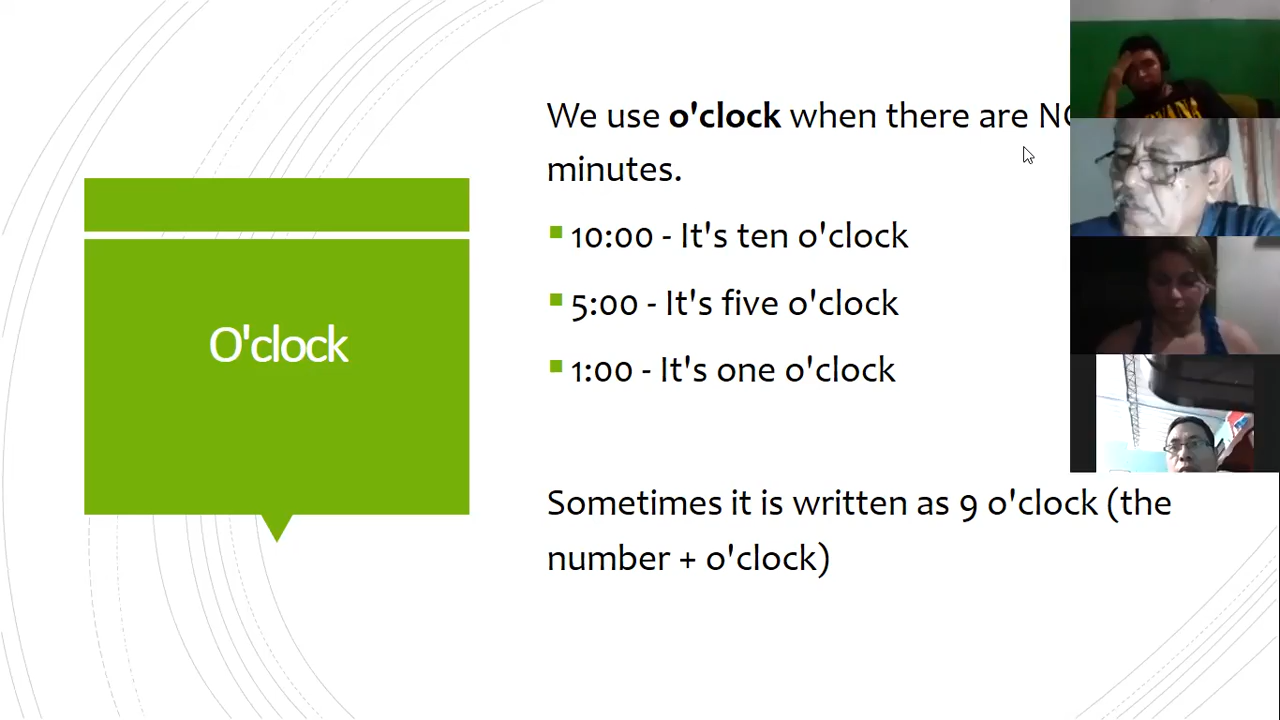 O'clock
We use o'clock when there are
minutes.
10:00 - It's ten o'clock
5:00 - It's five o'clock
1:00 - It's one o'clock
Sometimes it is written as 9 o'clock (the
number + o'clock)